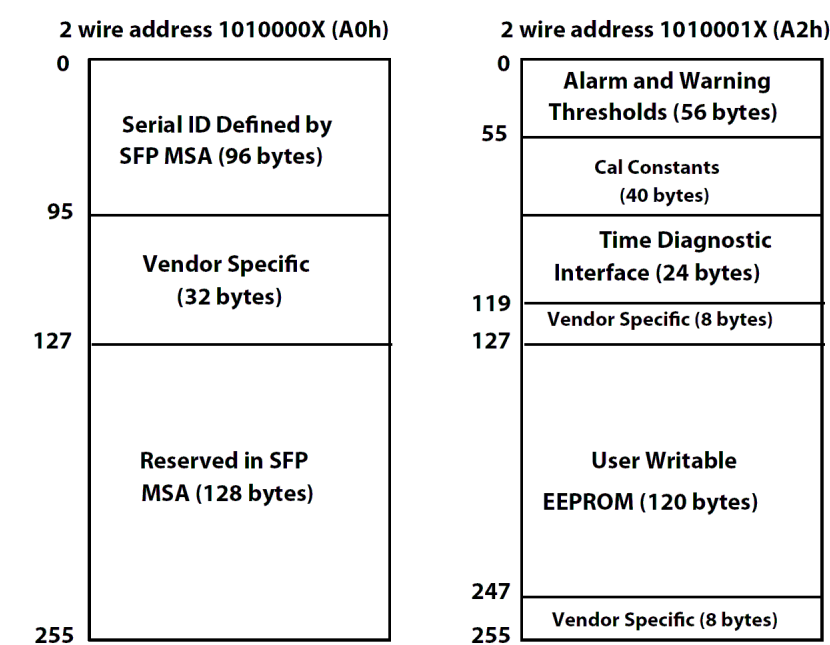 2 wire address 1010000X (A0h)
0
Serial ID Defined by
SFP MSA (96 bytes)
95
Vendor Specific
(32 bytes)
127
Reserved in SFP
MSA (128 bytes)
255
2 wire address 1010001X (A2h)
0
Alarm and Warning
Thresholds (56 bytes)
55
Cal Constants
(40 bytes)
Time Diagnostic
Interface (24 bytes)
119
Vendor Specific (8 bytes)
127
User Writable
EEPROM (120 bytes)
247
Vendor Specific (8 bytes)
255